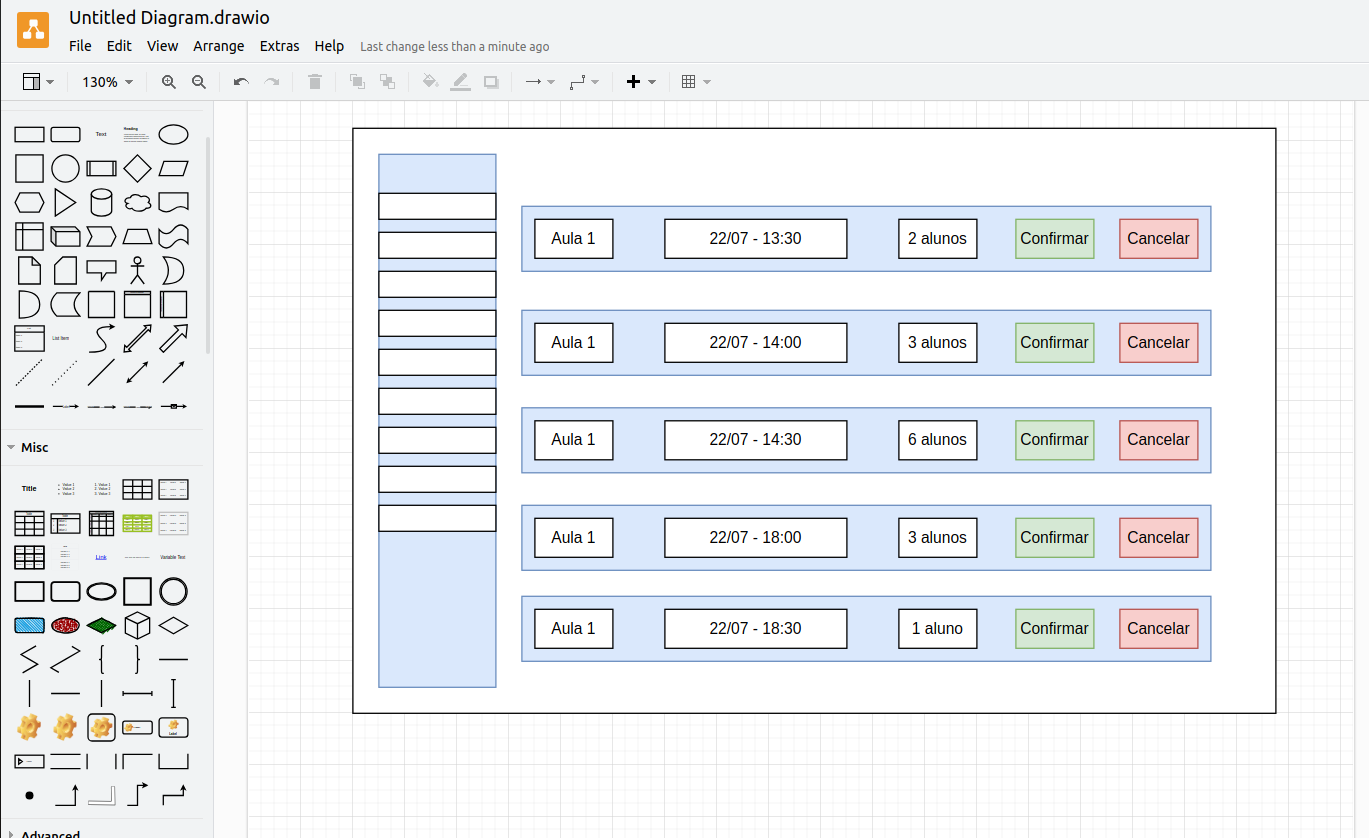 Untitled Diagram.drawio
File Edit View Arrange Extras Help Last change less than a minute ago
130%
Text
Heading
List Item
Misc
Title
Link
Variable Text
Label
Advanced
Aula 1 22/07 - 13:30 2 alunos Confirmar Cancelar
Aula 1 22/07 - 14:00 3 alunos Confirmar Cancelar
Aula 1 22/07 - 14:30 6 alunos Confirmar Cancelar
Aula 1 22/07 - 18:00 3 alunos Confirmar Cancelar
Aula 1 22/07 - 18:30 1 aluno Confirmar Cancelar